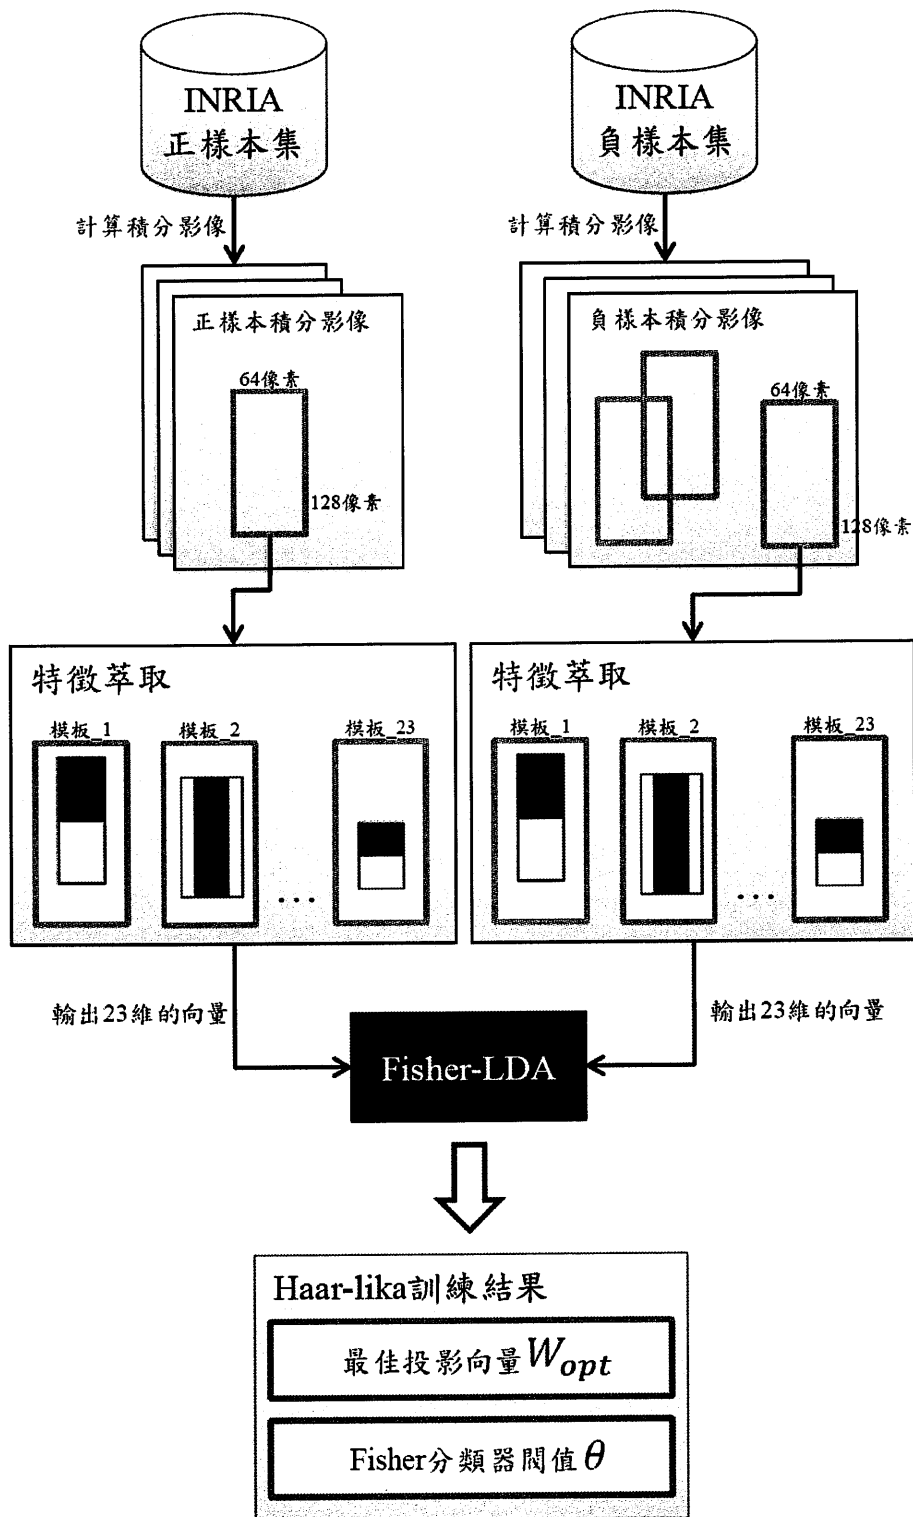 INRIA
正樣本集
INRIA
負樣本集
計算積分影像
計算積分影像
正樣本積分影像
64像素
128像素
負樣本積分影像
64像素
128像素
特徵萃取
模板_1
模板_2
模板_23
...
特徵萃取
模板_1
模板_2
模板_23
...
輸出23維的向量
輸出23維的向量
Fisher-LDA
Haar-lika訓練結果
最佳投影向量W_opt
Fisher分類器閥值θ